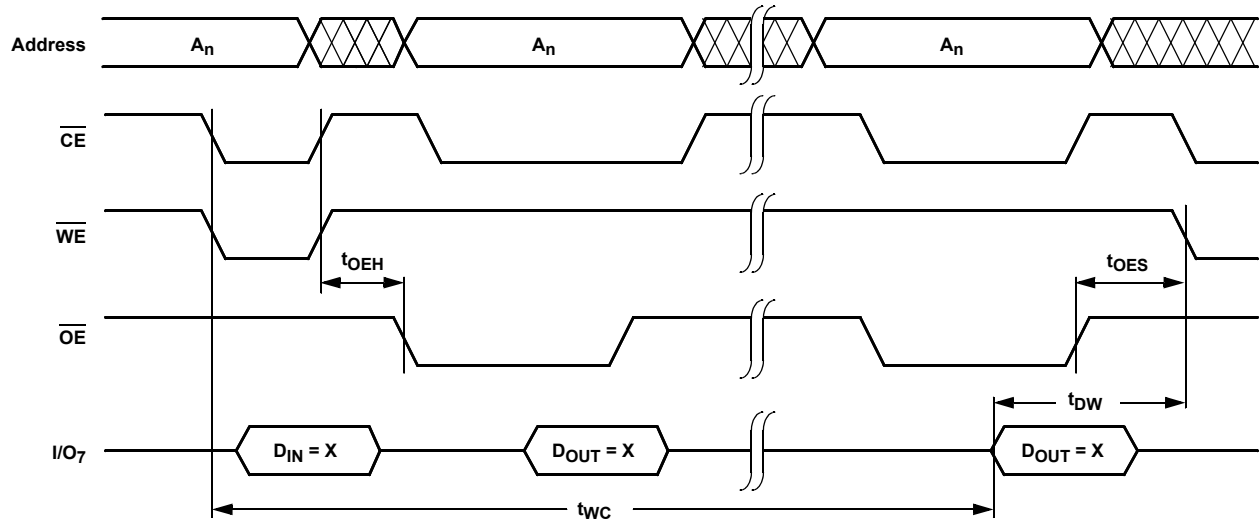 Address
An
An
An
CE
WE
tOEH
tOES
OE
tDW
I/O7
DIN = X
DOUT = X
DOUT = X
tWC